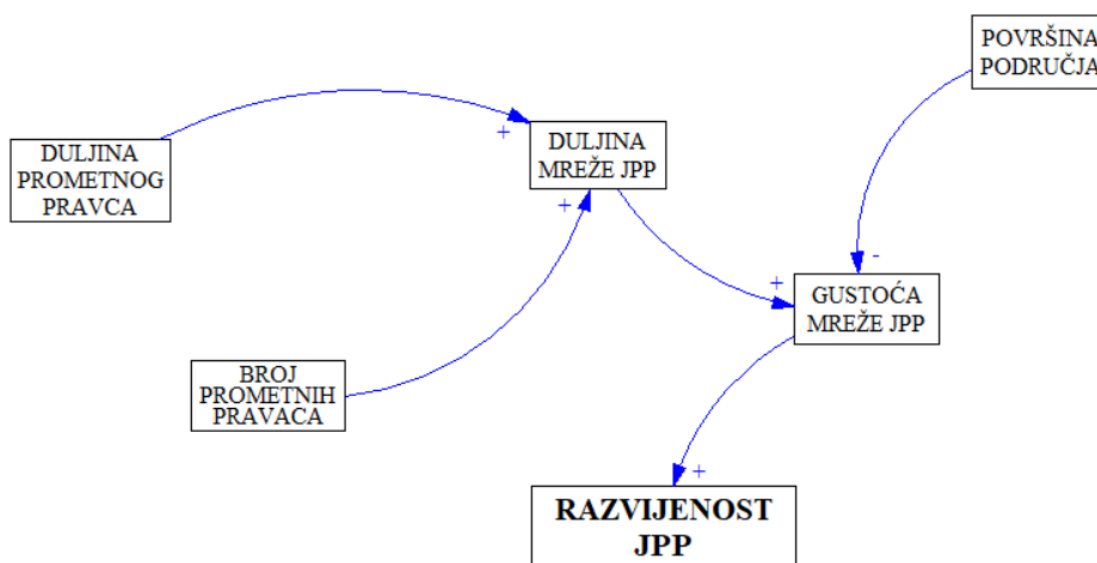 POVRŠINA
PODRUČJA
DULJINA
PROMETNOG
PRAVCA
+
DULJINA
MREŽE JPP
+
-
+
GUSTOĆA
MREŽE JPP
BROJ
PROMETNIH
PRAVACA
+
RAZVIJENOST
JPP